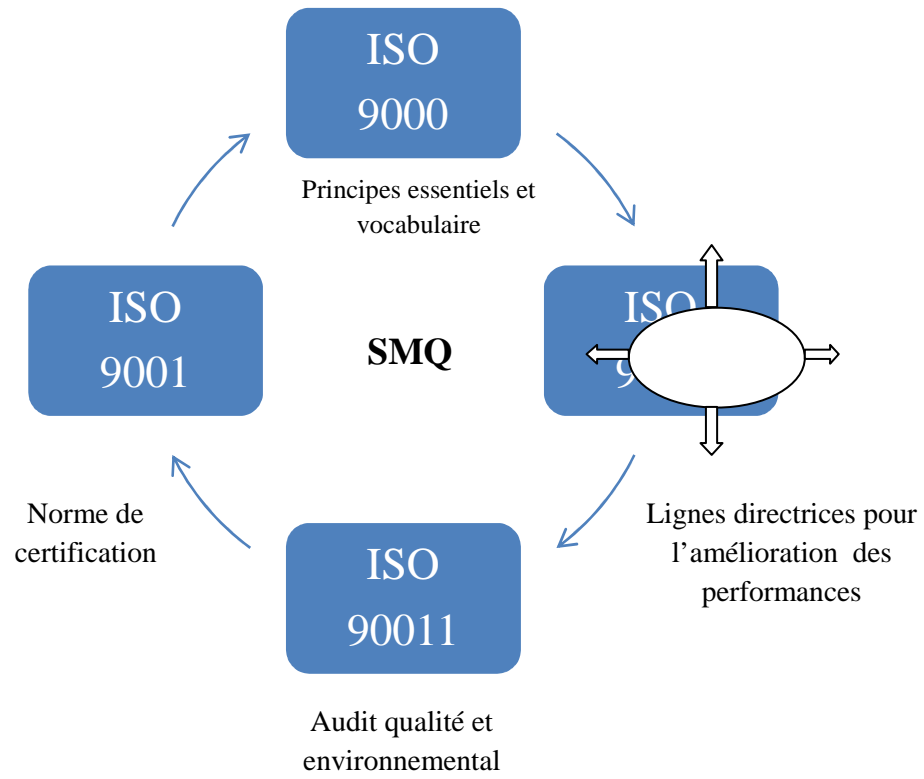 ISO
9000
Principes essentiels et
vocabulaire
ISO
9001
SMQ
ISO
Norme de
certification
Lignes directrices pour
l’amélioration des
performances
ISO
90011
Audit qualité et
environnemental